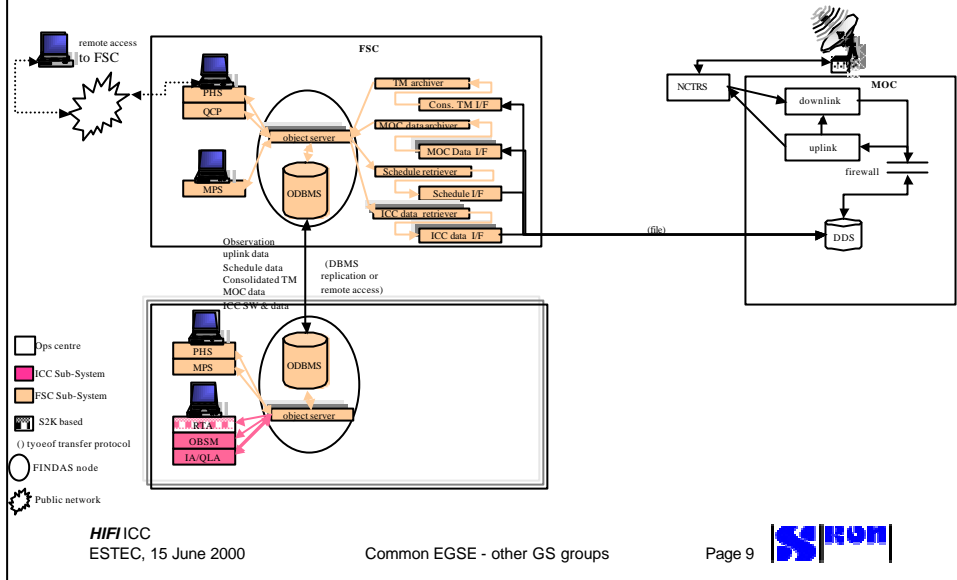 remote access
to FSC
FSC
PHS
QCP
MPS
object server
ODBMS
TM archiver
Cons. TM I/F
MOC data archiver
MOC Data I/F
Schedule retriever
Schedule I/F
ICC data retriever
ICC data I/F
NCTRS
MOC
downlink
uplink
firewall
DDS
(file)
Observation
uplink data
Schedule data
Consolidated TM
MOC data
ICC SW & data
(DBMS
replication or
remote access)
PHS
MPS
RTA
OBSM
IA/QLA
ODBMS
object server
Ops centre
ICC Sub-System
FSC Sub-System
S2K based
() tyoeof transfer protocol
FINDAS node
Public network
HIFI ICC
ESTEC, 15 June 2000
Common EGSE - other GS groups
Page 9